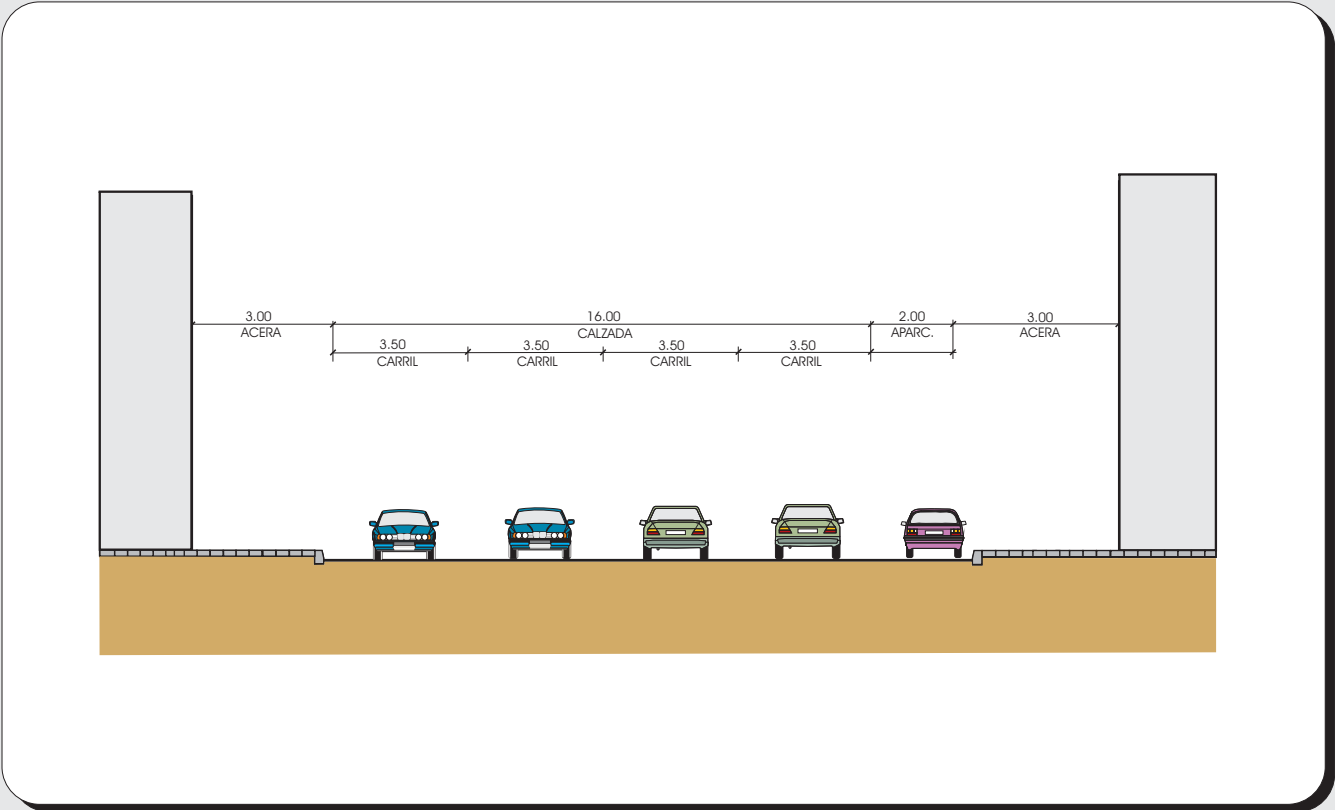 3.00 16.00 2.00 3.00
ACERA CALZADA APARC. ACERA
3.50 3.50 3.50 3.50
CARRIL CARRIL CARRIL CARRIL